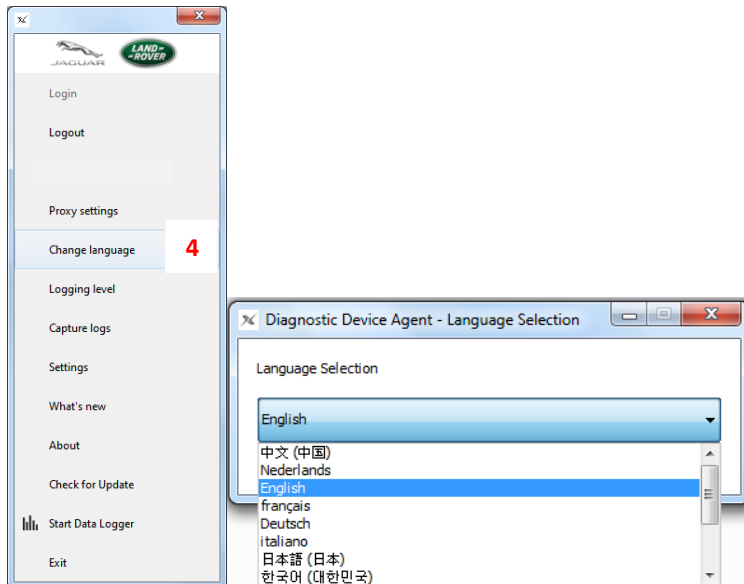 JAGUAR
LAND-
-ROVER
Login
Logout
Proxy settings
Change language
4
Logging level
Capture logs
Settings
What's new
About
Check for Update
Start Data Logger
Exit
Diagnostic Device Agent - Language Selection
Language Selection
English
中文 (中国)
Nederlands
English
français
Deutsch
italiano
日本語 (日本)
한국어 (대한민국)